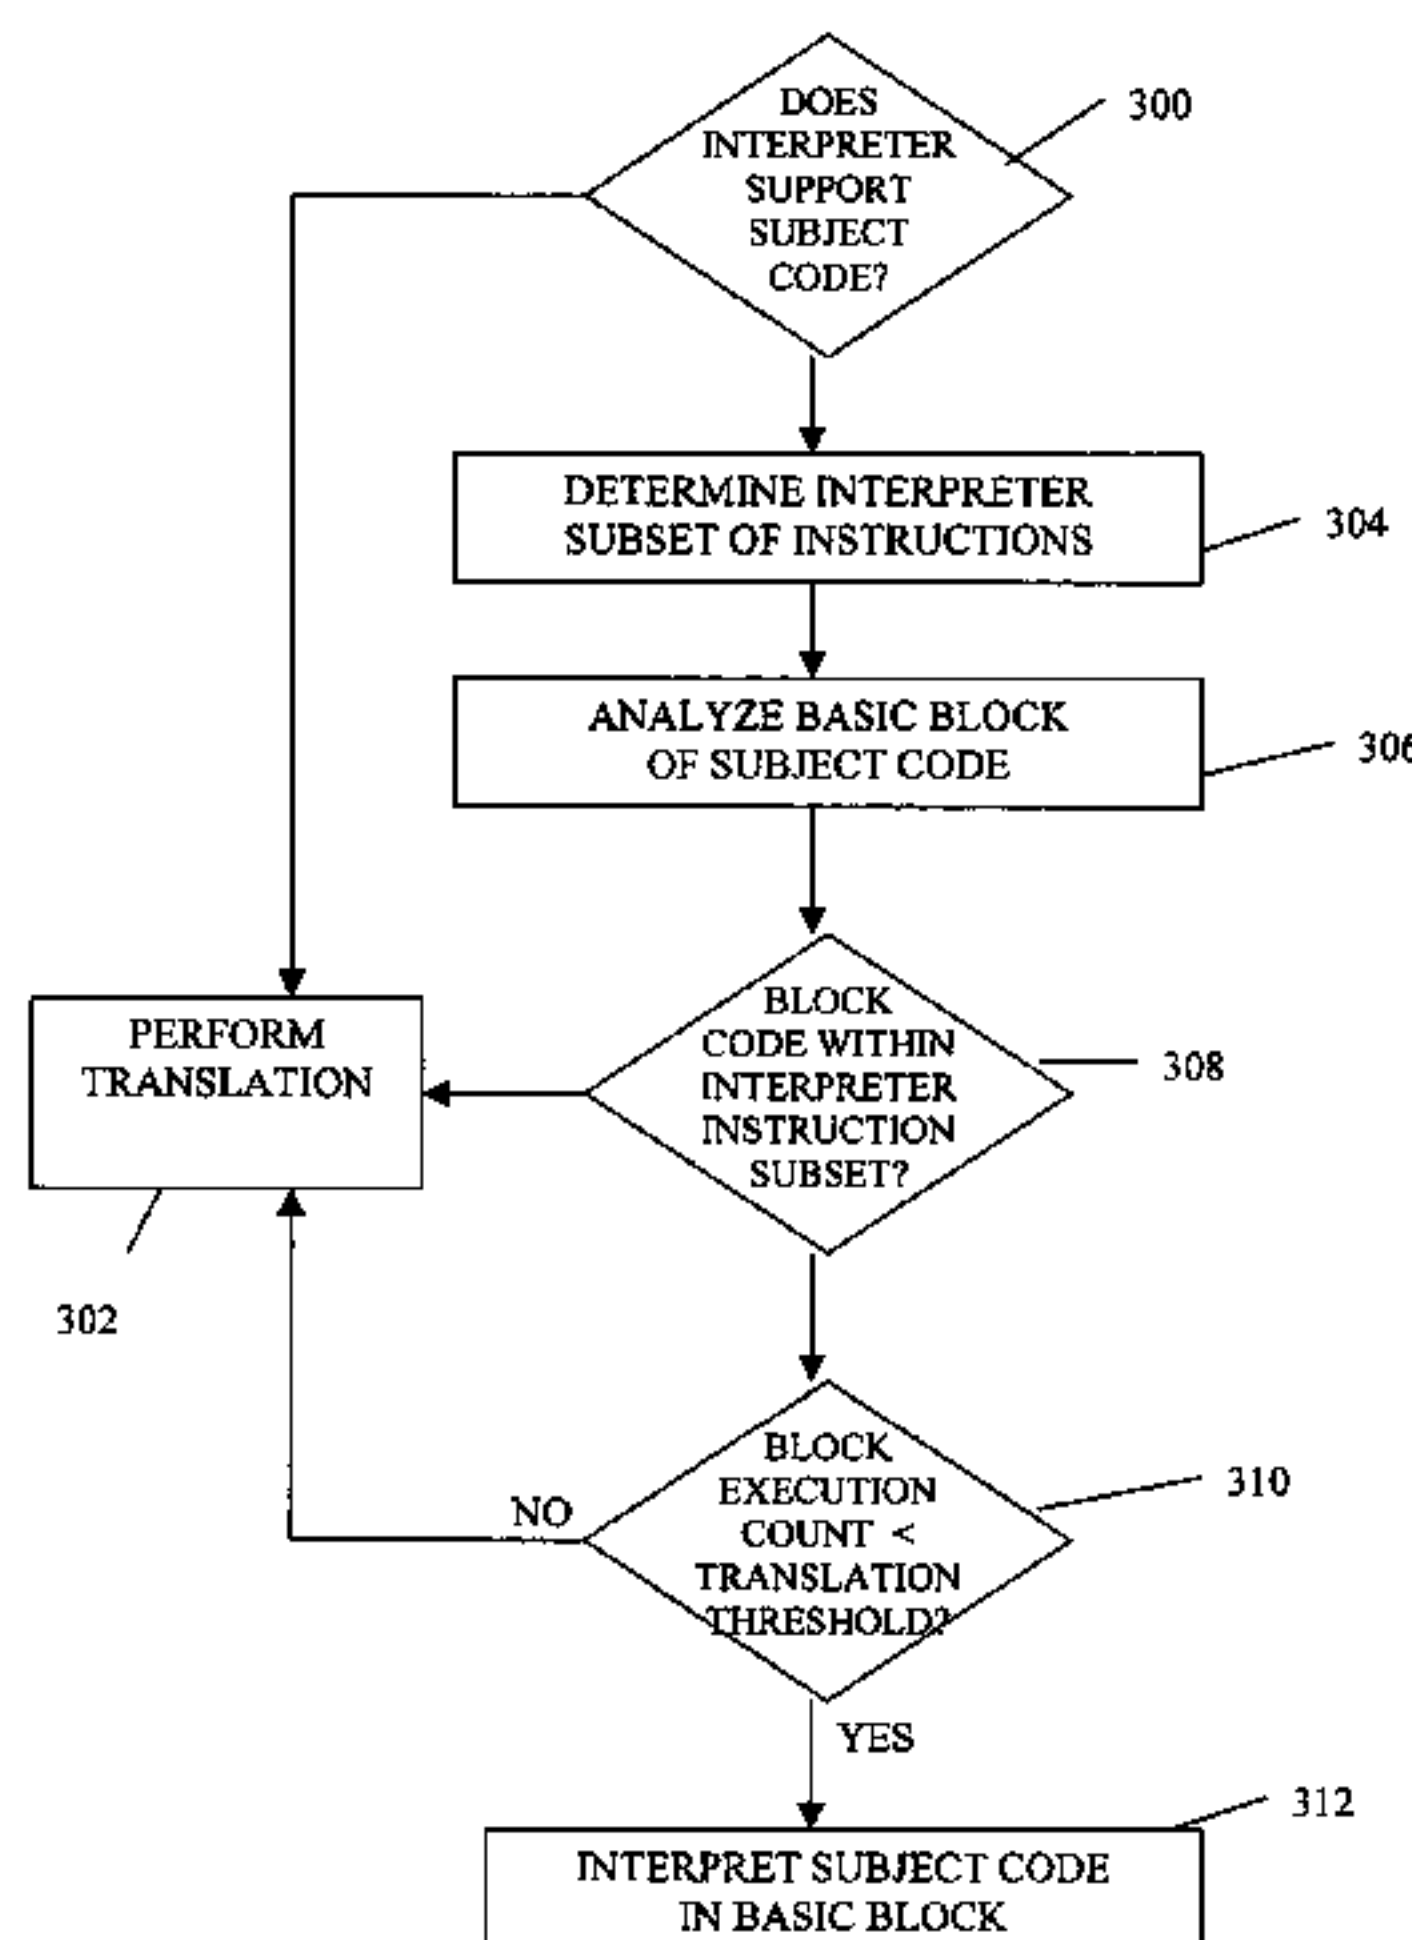 DOES
INTERPRETER
SUPPORT
SUBJECT
CODE?
300
DETERMINE INTERPRETER
SUBSET OF INSTRUCTIONS
304
ANALYZE BASIC BLOCK
OF SUBJECT CODE
306
PERFORM
TRANSLATION
302
BLOCK
CODE WITHIN
INTERPRETER
INSTRUCTION
SUBSET?
308
BLOCK
EXECUTION
COUNT <
TRANSLATION
THRESHOLD?
310
NO
YES
312
INTERPRET SUBJECT CODE
IN BASIC BLOCK